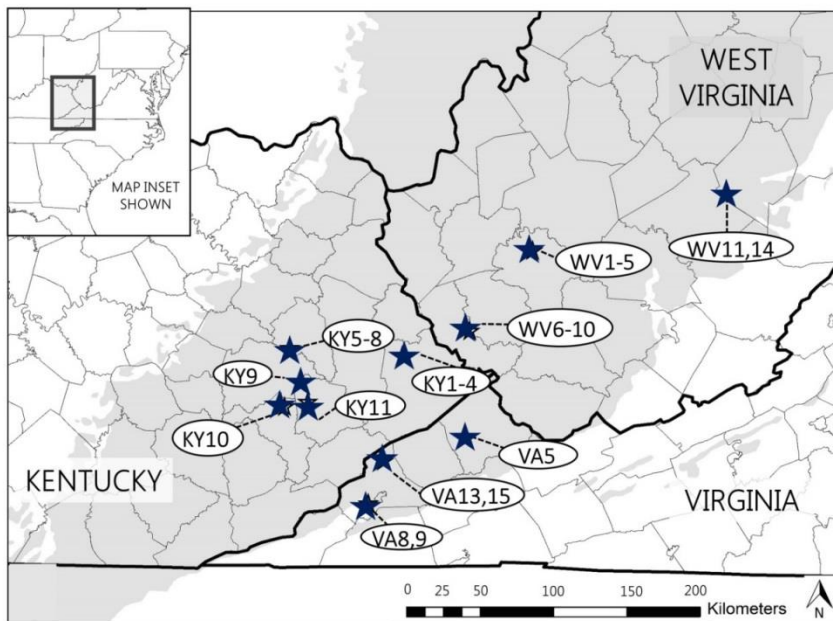 WEST
VIRGINIA
MAP INSET
SHOWN
WV11,14
WV1-5
WV6-10
KY5-8
KY9
KY1-4
KY11
KY10
VA5
KENTUCKY
VA13,15
VIRGINIA
VA8,9
0 25 50 100 150 200
Kilometers
N